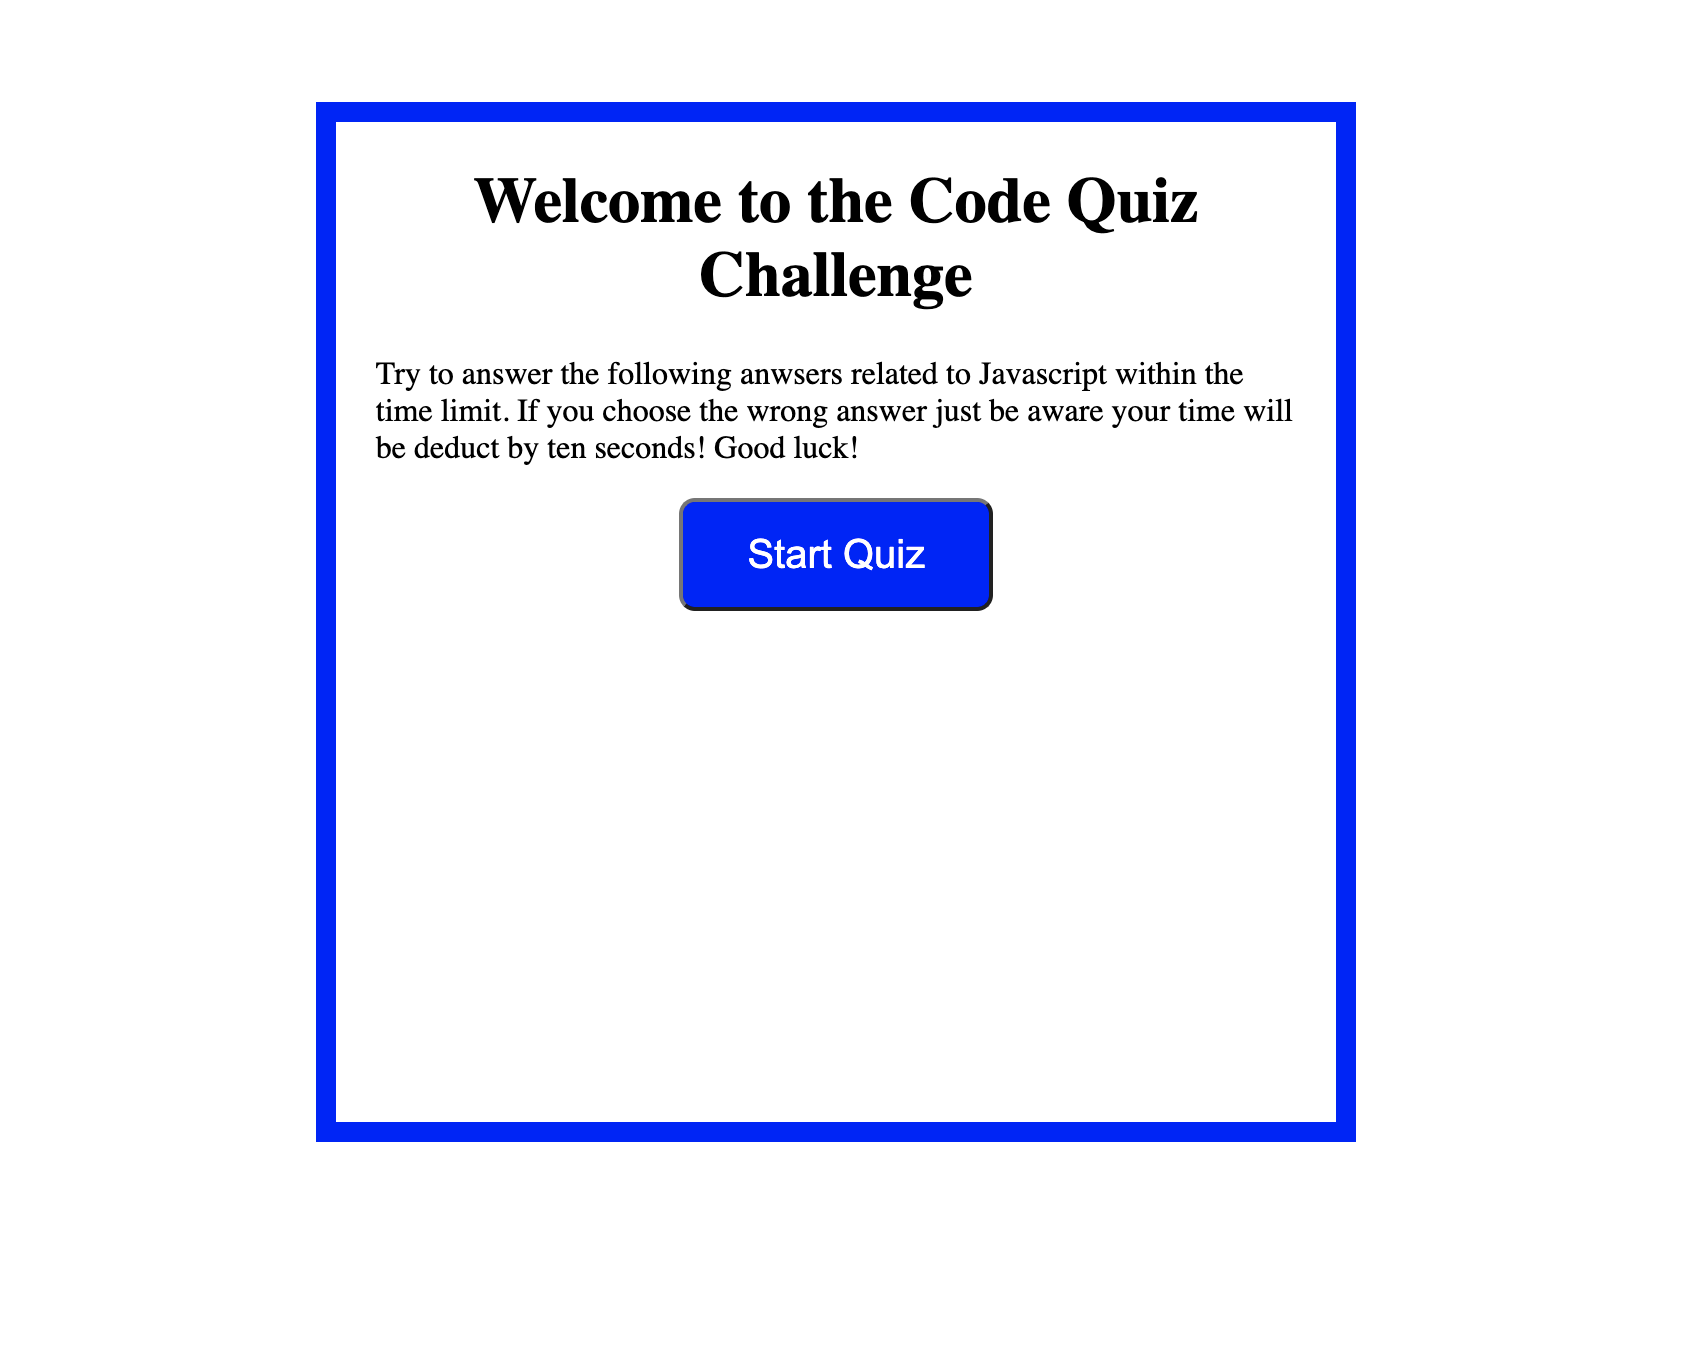 Welcome to the Code Quiz
Challenge
Try to answer the following anwsers related to Javascript within the
time limit. If you choose the wrong answer just be aware your time will
be deduct by ten seconds! Good luck!
Start Quiz